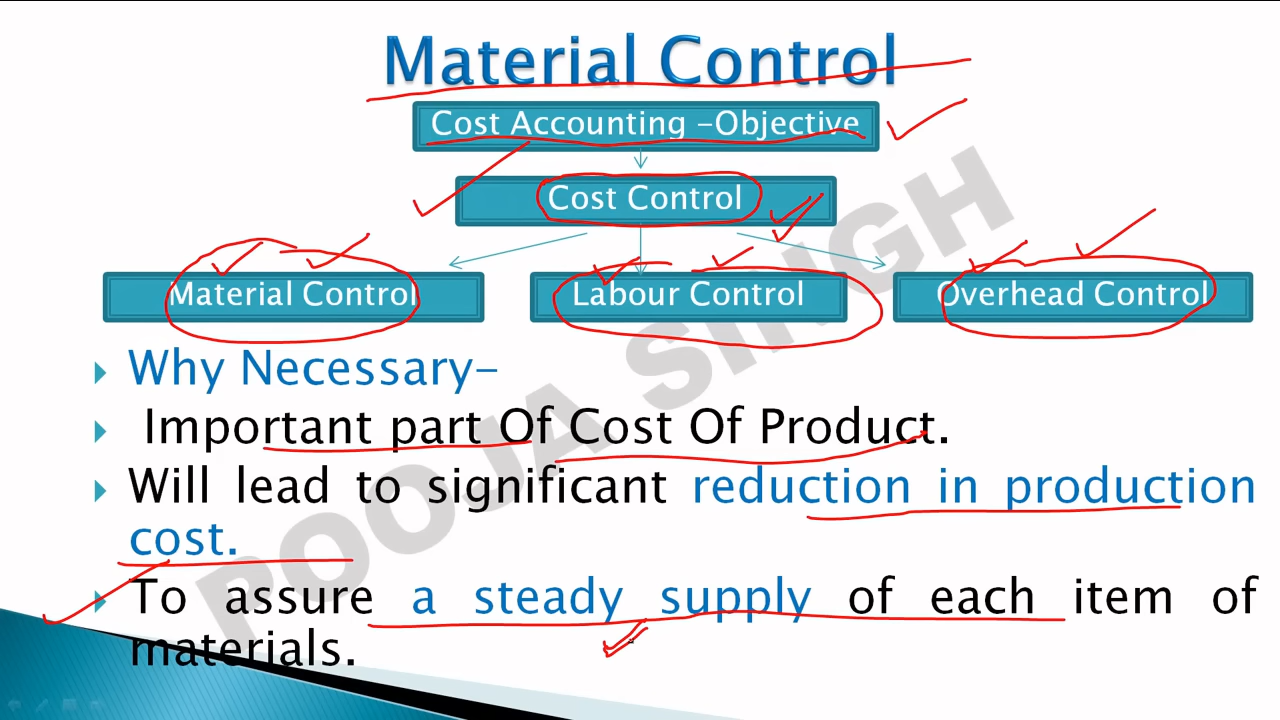 Material Control
Cost Accounting -Objective
Cost Control
Material Control
Labour Control
Overhead Control
Why Necessary-
Important part Of Cost Of Product.
Will lead to significant reduction in production
cost.
To assure a steady supply of each item of
materials.
POOJA SINGH